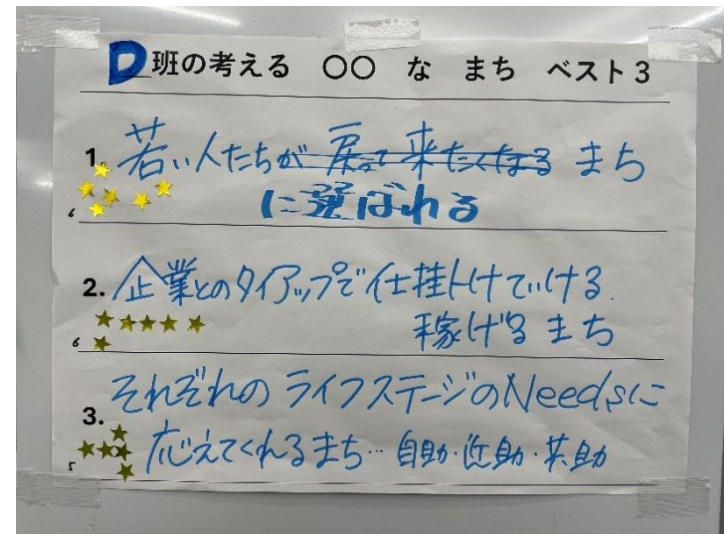 D班の考える ○○ な まち ベスト3
1. 若い人たちが戻って来たくなる まち
に選ばれる
6
2. 企業とのタイアップで仕掛けていける
稼げる まち
6
それぞれの ライフステージのNeedsに
3.
応えてくれるまち… 自助・近助・共助
5